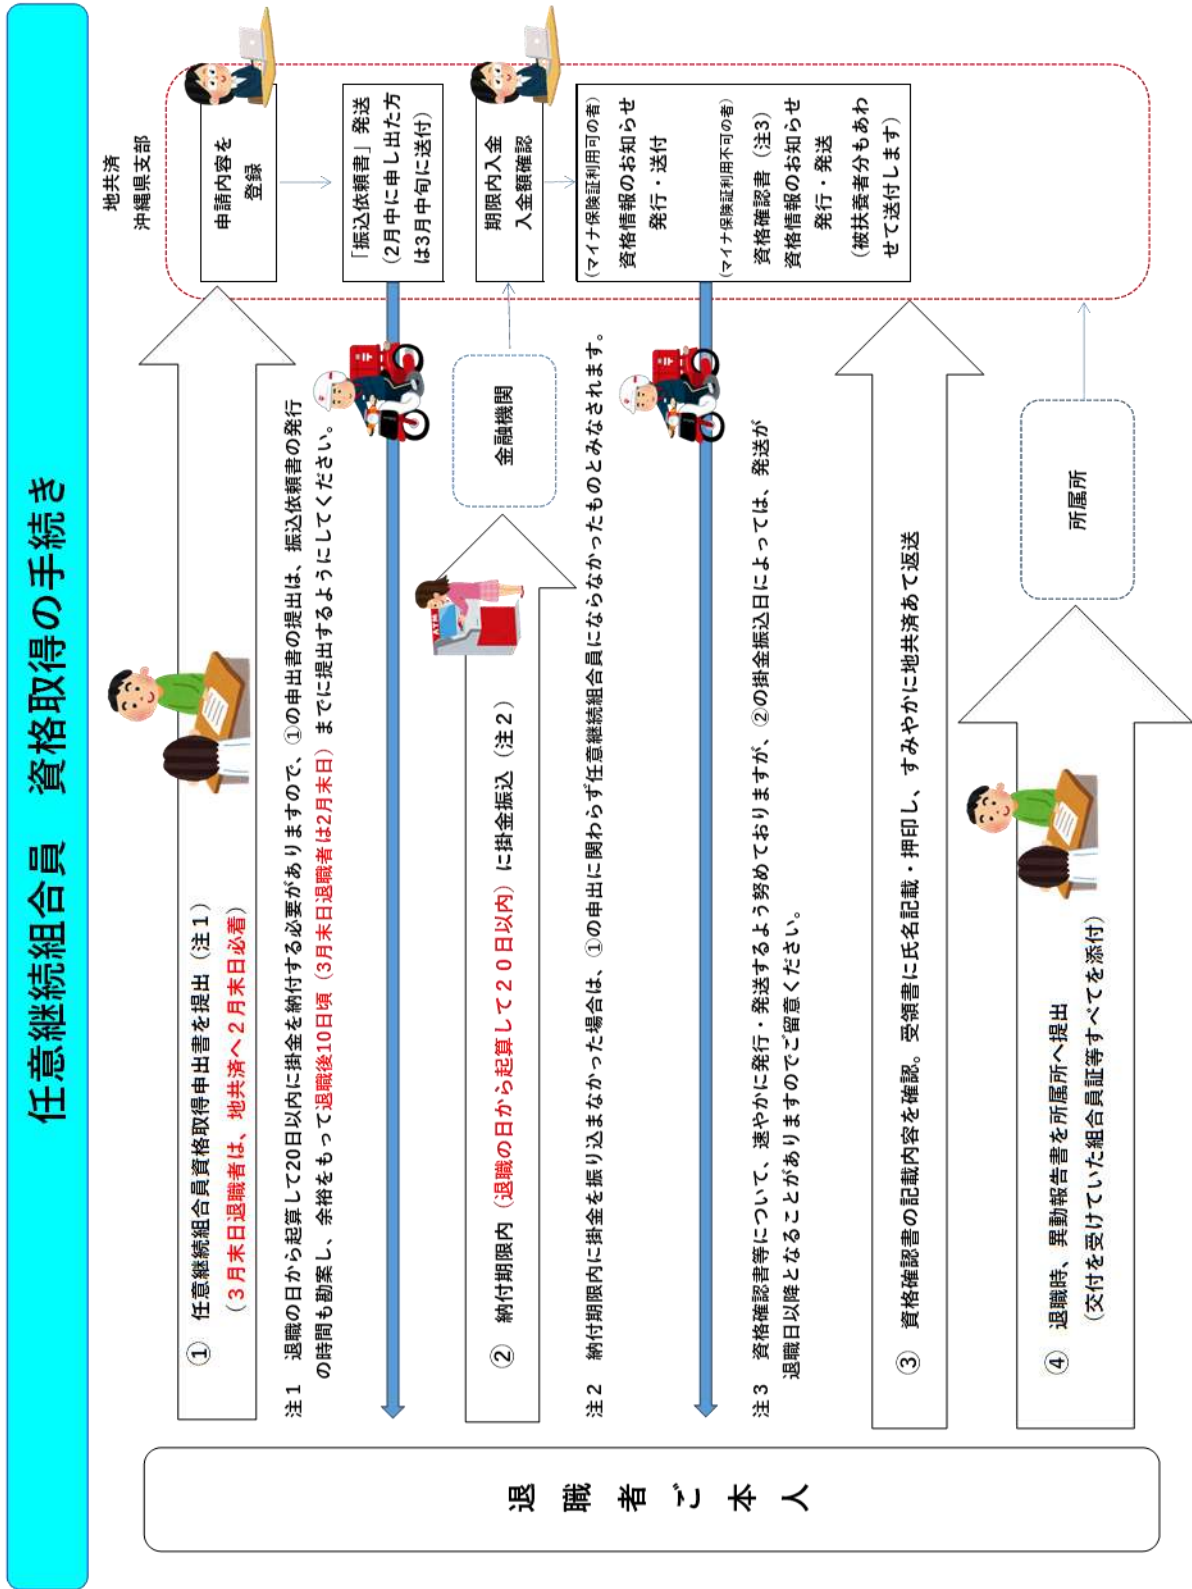 任意継続組合員　資格取得の手続き
地共済
沖縄県支部
退職者ご本人
① 任意継続組合員資格取得申出書を提出（注１）
（３月末日退職者は、地共済へ２月末日必着）
申請内容を
登録
注１　退職の日から起算して20日以内に掛金を納付する必要がありますので、①の申出書の提出は、振込依頼書の発行
の時間も勘案し、余裕をもって退職後10日頃（3月末日退職者は2月末日）までに提出するようにしてください。
「振込依頼書」発送
(2月中に申し出た方
は3月中旬に送付)
② 納付期限内（退職の日から起算して２０日以内）に掛金振込（注２）
ATM
金融機関
期限内入金
入金額確認
注２　納付期限内に掛金を振り込まなかった場合は、①の申出に関わらず任意継続組合員にならなかったものとみなされます。
(マイナ保険証利用可の者)
資格情報のお知らせ
発行・送付
(マイナ保険証利用不可の者)
資格確認書（注3）
資格情報のお知らせ
発行・発送
(被扶養者分もあわ
せて送付します)
注３　資格確認書等について、速やかに発行・発送するよう努めておりますが、②の掛金振込日によっては、発送が
退職日以降となることがありますのでご留意ください。
③ 資格確認書の記載内容を確認。受領書に氏名記載・押印し、すみやかに地共済あて返送
④ 退職時、異動報告書を所属所へ提出
(交付を受けていた組合員証等すべてを添付)
所属所